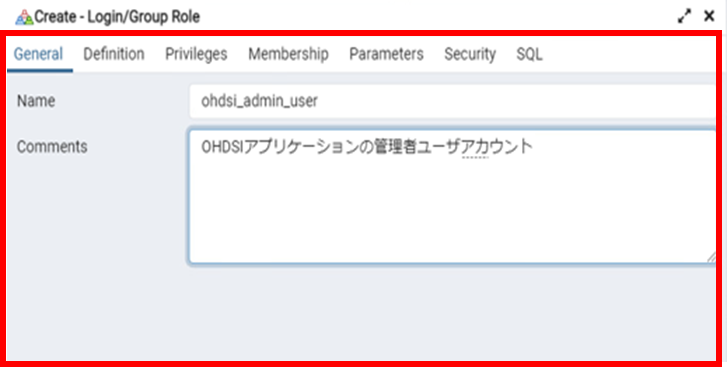 Create - Login/Group Role
General Definition Privileges Membership Parameters Security SQL
Name ohdsi_admin_user
Comments OHDSIアプリケーションの管理者ユーザアカウント